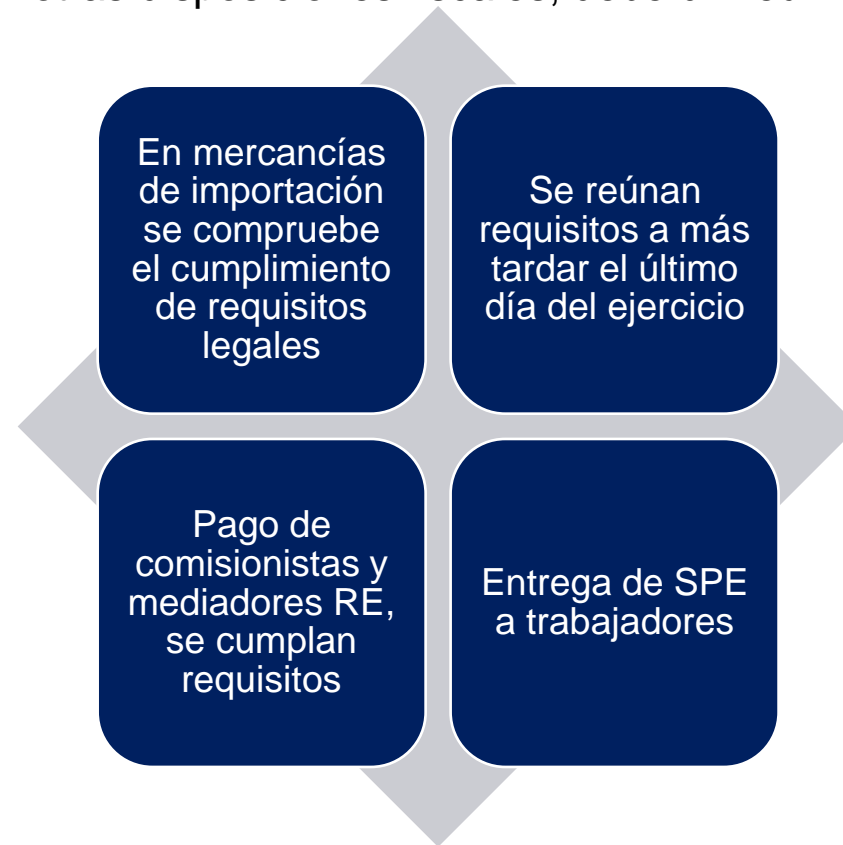 En mercancías
de importación
se compruebe
el cumplimiento
de requisitos
legales
Se reúnan
requisitos a más
tardar el último
día del ejercicio
Pago de
comisionistas y
mediadores RE,
se cumplan
requisitos
Entrega de SPE
a trabajadores